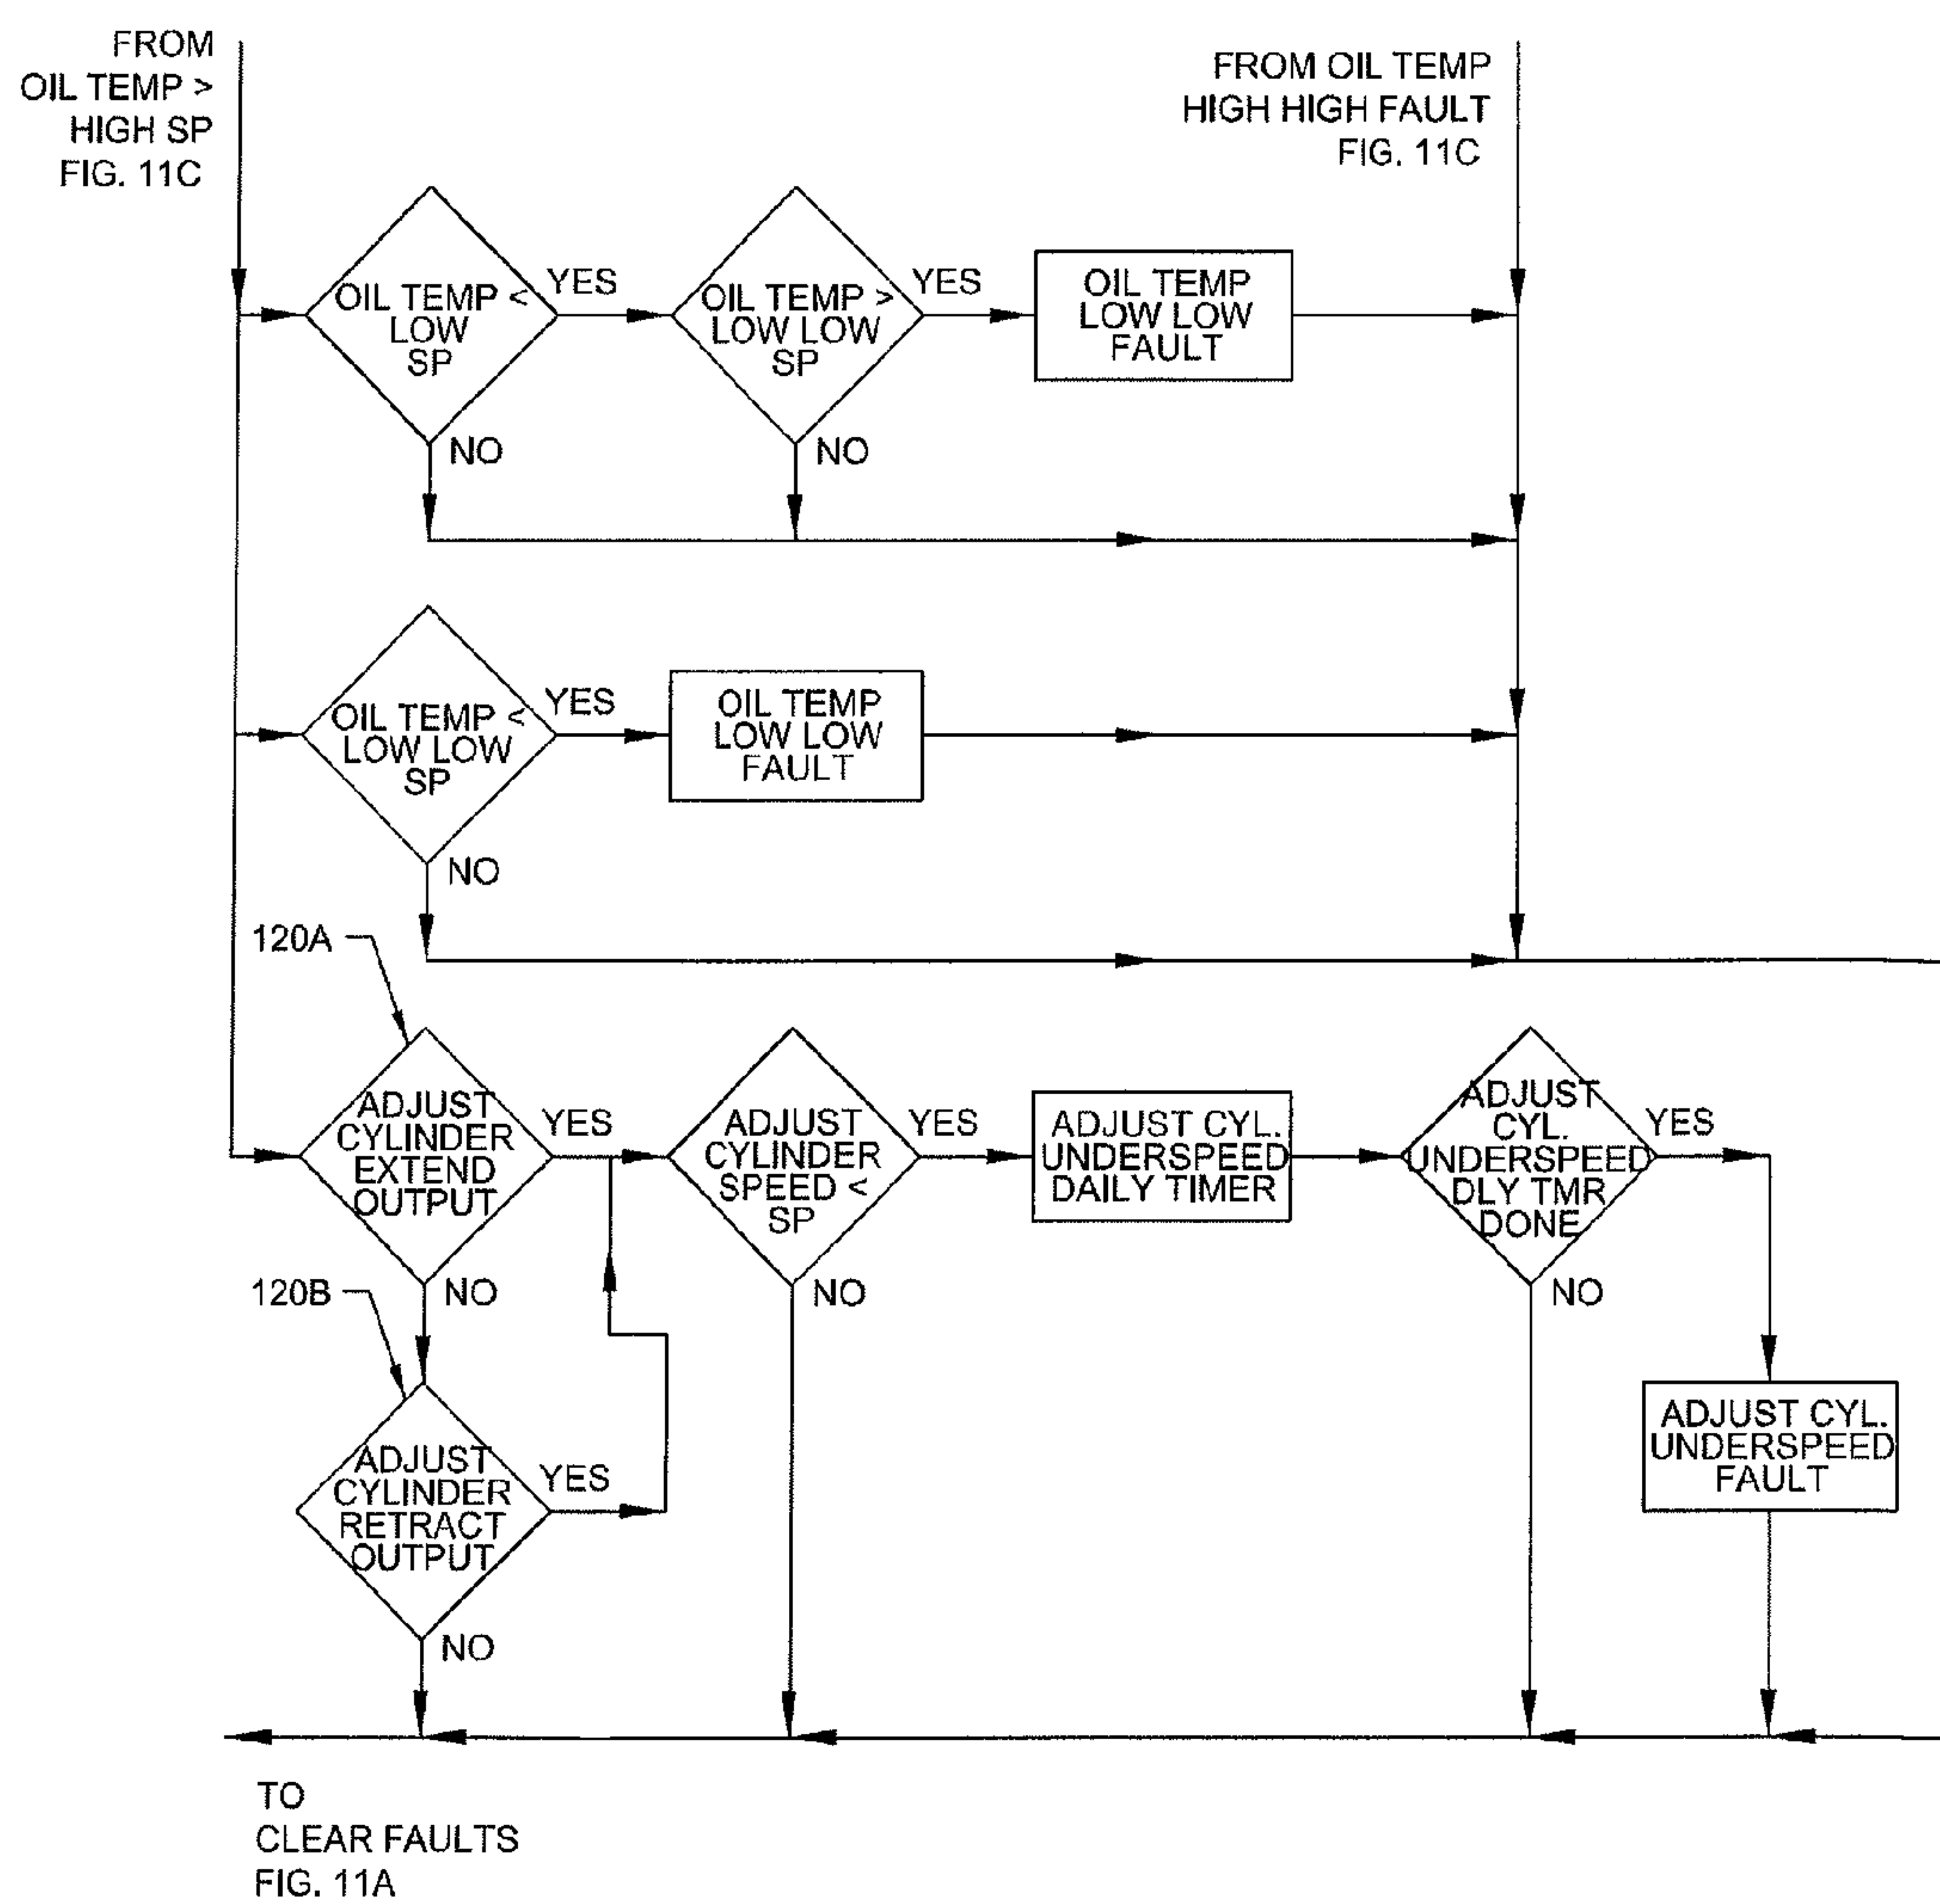 FROM
OIL TEMP >
HIGH SP
FIG. 11C
FROM OIL TEMP
HIGH HIGH FAULT
FIG. 11C
OIL TEMP <
LOW
SP
YES
NO
OIL TEMP >
LOW LOW
SP
YES
NO
OIL TEMP
LOW LOW
FAULT
OIL TEMP <
LOW LOW
SP
YES
NO
OIL TEMP
LOW LOW
FAULT
120A
ADJUST
CYLINDER
EXTEND
OUTPUT
YES
NO
ADJUST
CYLINDER
SPEED <
SP
YES
NO
ADJUST CYL.
UNDERSPEED
DAILY TIMER
ADJUST
CYL.
UNDERSPEED
DLY TMR
DONE
YES
NO
120B
ADJUST
CYLINDER
RETRACT
OUTPUT
YES
NO
ADJUST CYL.
UNDERSPEED
FAULT
TO
CLEAR FAULTS
FIG. 11A